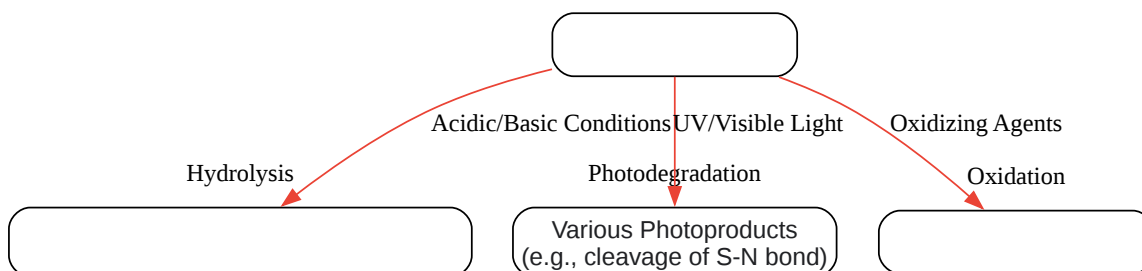 Acidic/Basic Conditions
UV/Visible Light
Oxidizing Agents
Hydrolysis
Photodegradation
Oxidation
Various Photoproducts
(e.g., cleavage of S-N bond)